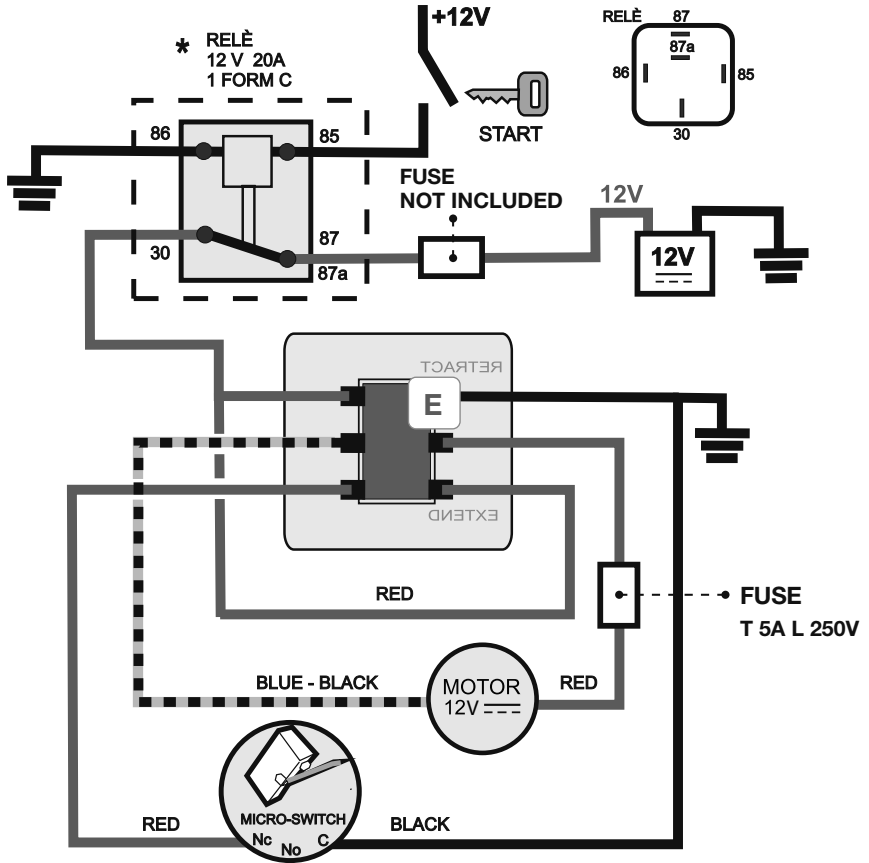 +12V
*
RELÈ
12 V 20A
1 FORM C
START
RELÈ
87
87a
86
85
30
86
85
30
87
87a
FUSE
NOT INCLUDED
12V
12V
RETRACT
E
EXTEND
RED
FUSE
T 5A L 250V
BLUE - BLACK
MOTOR
12V
RED
MICRO-SWITCH
Nc
No
C
RED
BLACK